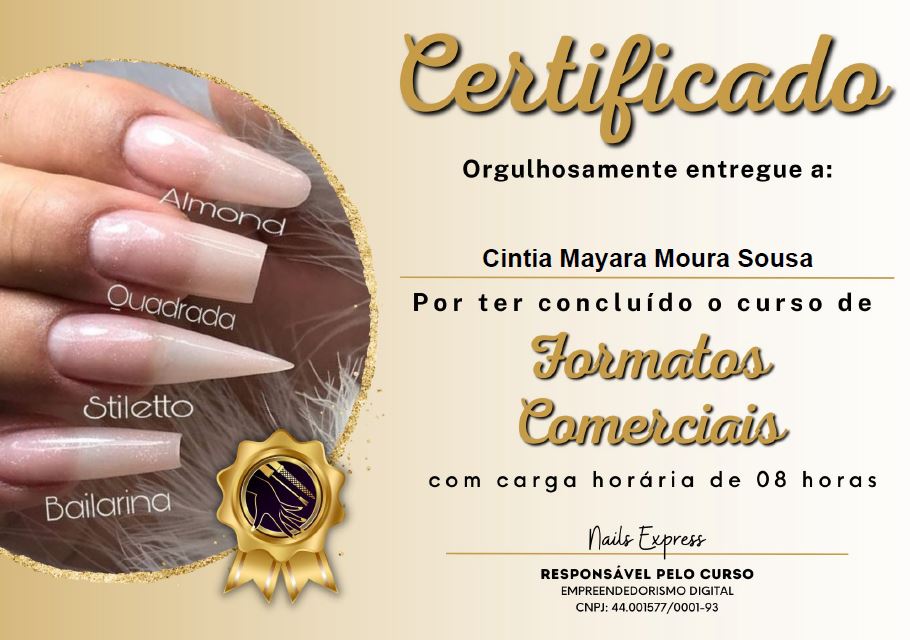 Certificado
Orgulhosamente entregue a:
Cintia Mayara Moura Sousa
Por ter concluído o curso de
Formatos
Comerciais
com carga horária de 08 horas
Nails Express
RESPONSÁVEL PELO CURSO
EMPREENDEDORISMO DIGITAL
CNPJ: 44.001577/0001-93
Almond
Quadrada
Stiletto
Bailarina